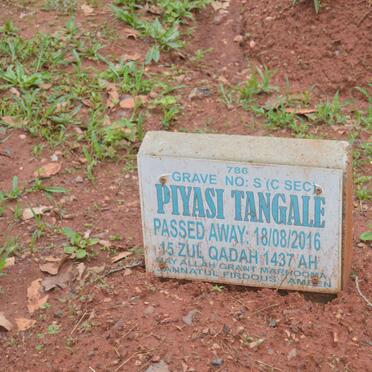 786
GRAVE NO: S (C SEC)
PIYASI TANGALE
PASSED AWAY: 18/08/2016
15 ZUL QADAH 1437 AH
MAY ALLAH GRANT MARHOOMA
JANNATUL FIRDOUS AMEEN